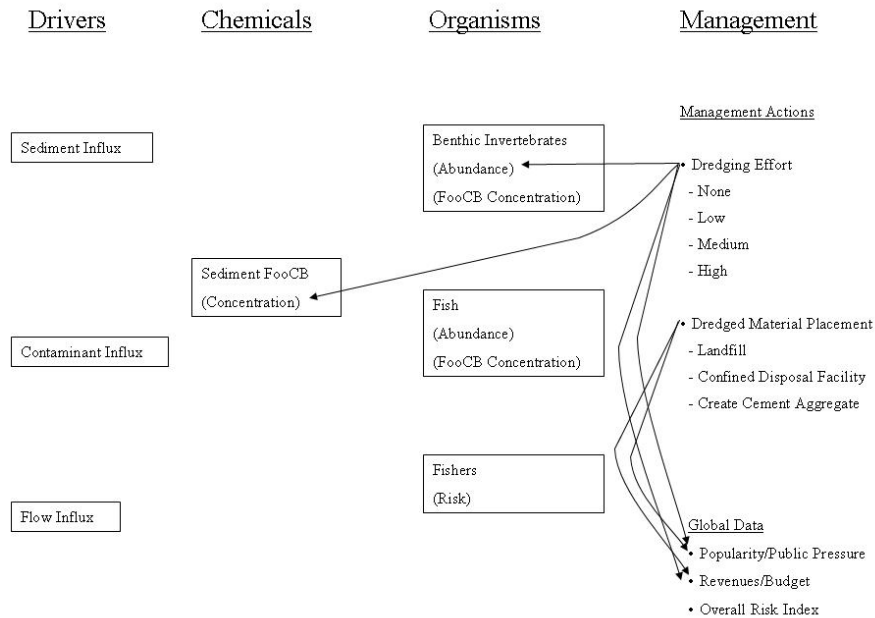 Drivers
Chemicals
Organisms
Management
Sediment Influx
Contaminant Influx
Flow Influx
Sediment FooCB
(Concentration)
Benthic Invertebrates
(Abundance)
(FooCB Concentration)
Fish
(Abundance)
(FooCB Concentration)
Fishers
(Risk)
Management Actions
• Dredging Effort
- None
- Low
- Medium
- High
• Dredged Material Placement
- Landfill
- Confined Disposal Facility
- Create Cement Aggregate
Global Data
• Popularity/Public Pressure
• Revenues/Budget
• Overall Risk Index